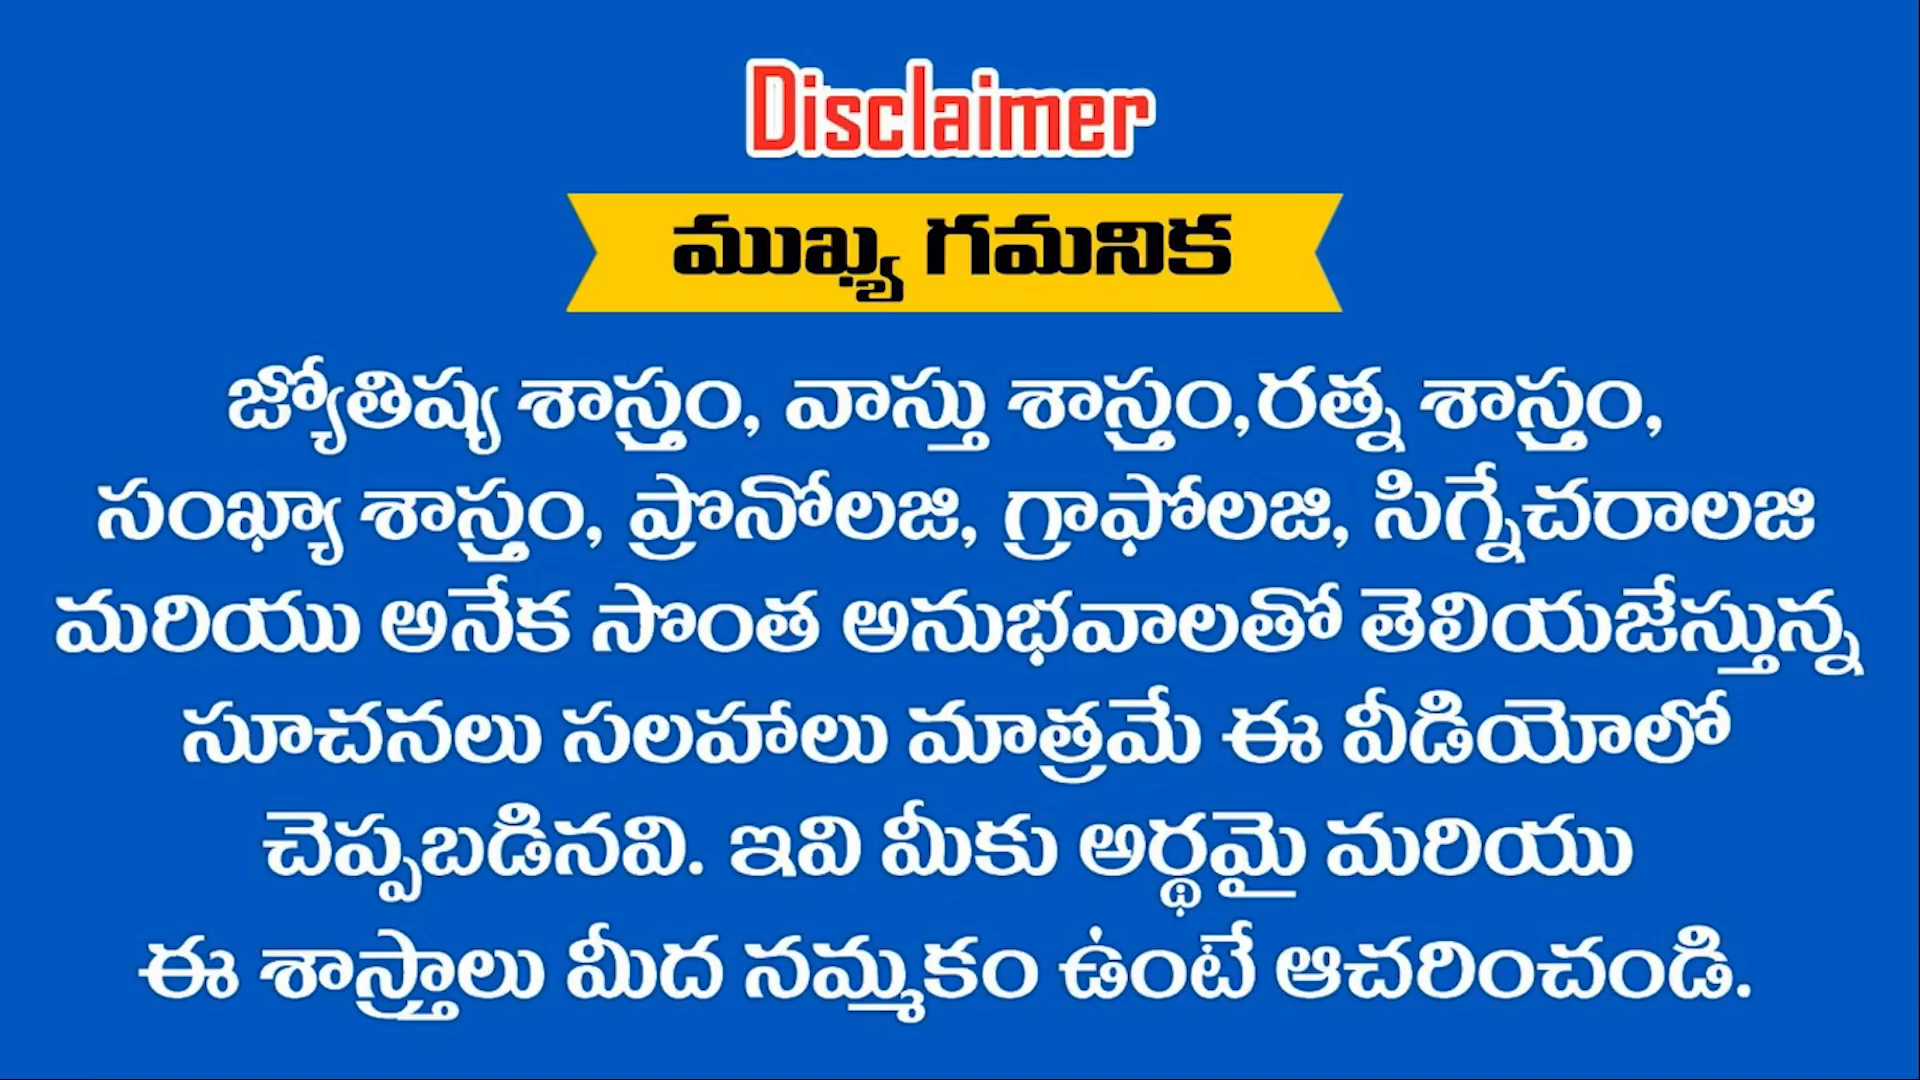 Disclaimer
ముఖ్య గమనిక
జ్యోతిష్య శాస్త్రం, వాస్తు శాస్త్రం,రత్న శాస్త్రం,
సంఖ్యా శాస్త్రం, ప్రొనోలజి, గ్రాఫోలజి, సిగ్నేచరాలజి
మరియు అనేక సొంత అనుభవాలతో తెలియజేస్తున్న
సూచనలు సలహాలు మాత్రమే ఈ వీడియోలో
చెప్పబడినవి. ఇవి మీకు అర్థమై మరియు
ఈ శాస్త్రాలు మీద నమ్మకం ఉంటే ఆచరించండి.